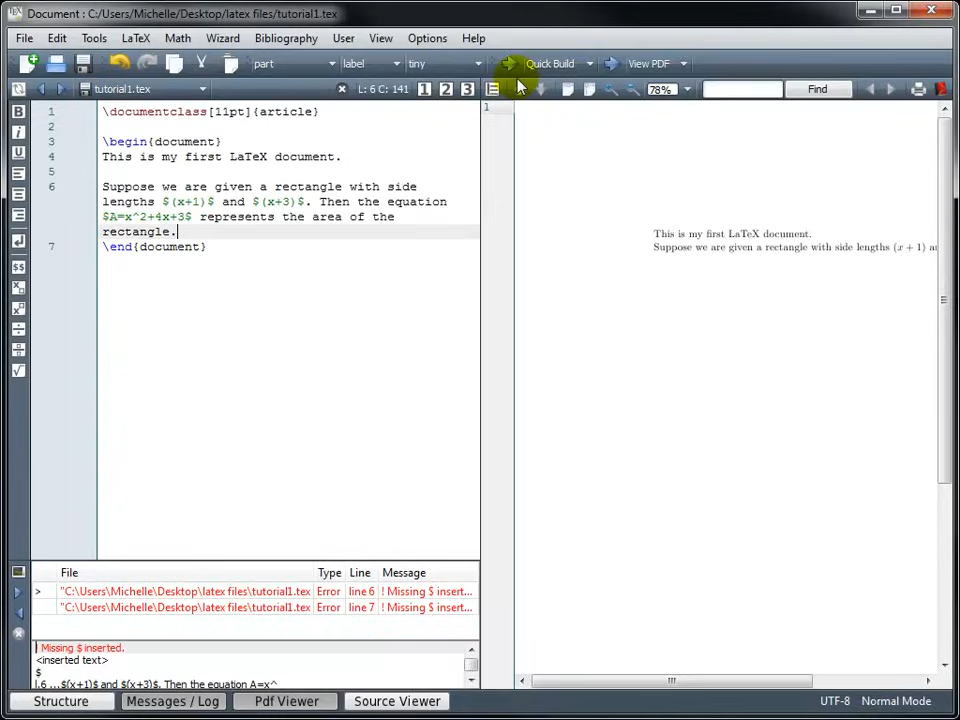 Document : C:/Users/Michelle/Desktop/latex files/tutorial1.tex
File Edit Tools LaTeX Math Wizard Bibliography User View Options Help
part label tiny Quick Build View PDF
tutorial1.tex L: 6 C: 141 1 2 3 78% Find
1 \documentclass[11pt]{article}
2
3 \begin{document}
4 This is my first LaTeX document.
5
6 Suppose we are given a rectangle with side
lengths $(x+1)$ and $(x+3)$. Then the equation
$A=x^2+4x+3$ represents the area of the
rectangle.
7 \end{document}
1
This is my first LaTeX document.
Suppose we are given a rectangle with side lengths (x + 1) a
File Type Line Message
> "C:\Users\Michelle\Desktop\latex files\tutorial1.tex Error line 6 ! Missing $ insert...
"C:\Users\Michelle\Desktop\latex files\tutorial1.tex Error line 7 ! Missing $ insert...
! Missing $ inserted.
<inserted text>
$
l.6 ...$(x+1)$ and $(x+3)$. Then the equation A=x^
Structure Messages / Log Pdf Viewer Source Viewer UTF-8 Normal Mode